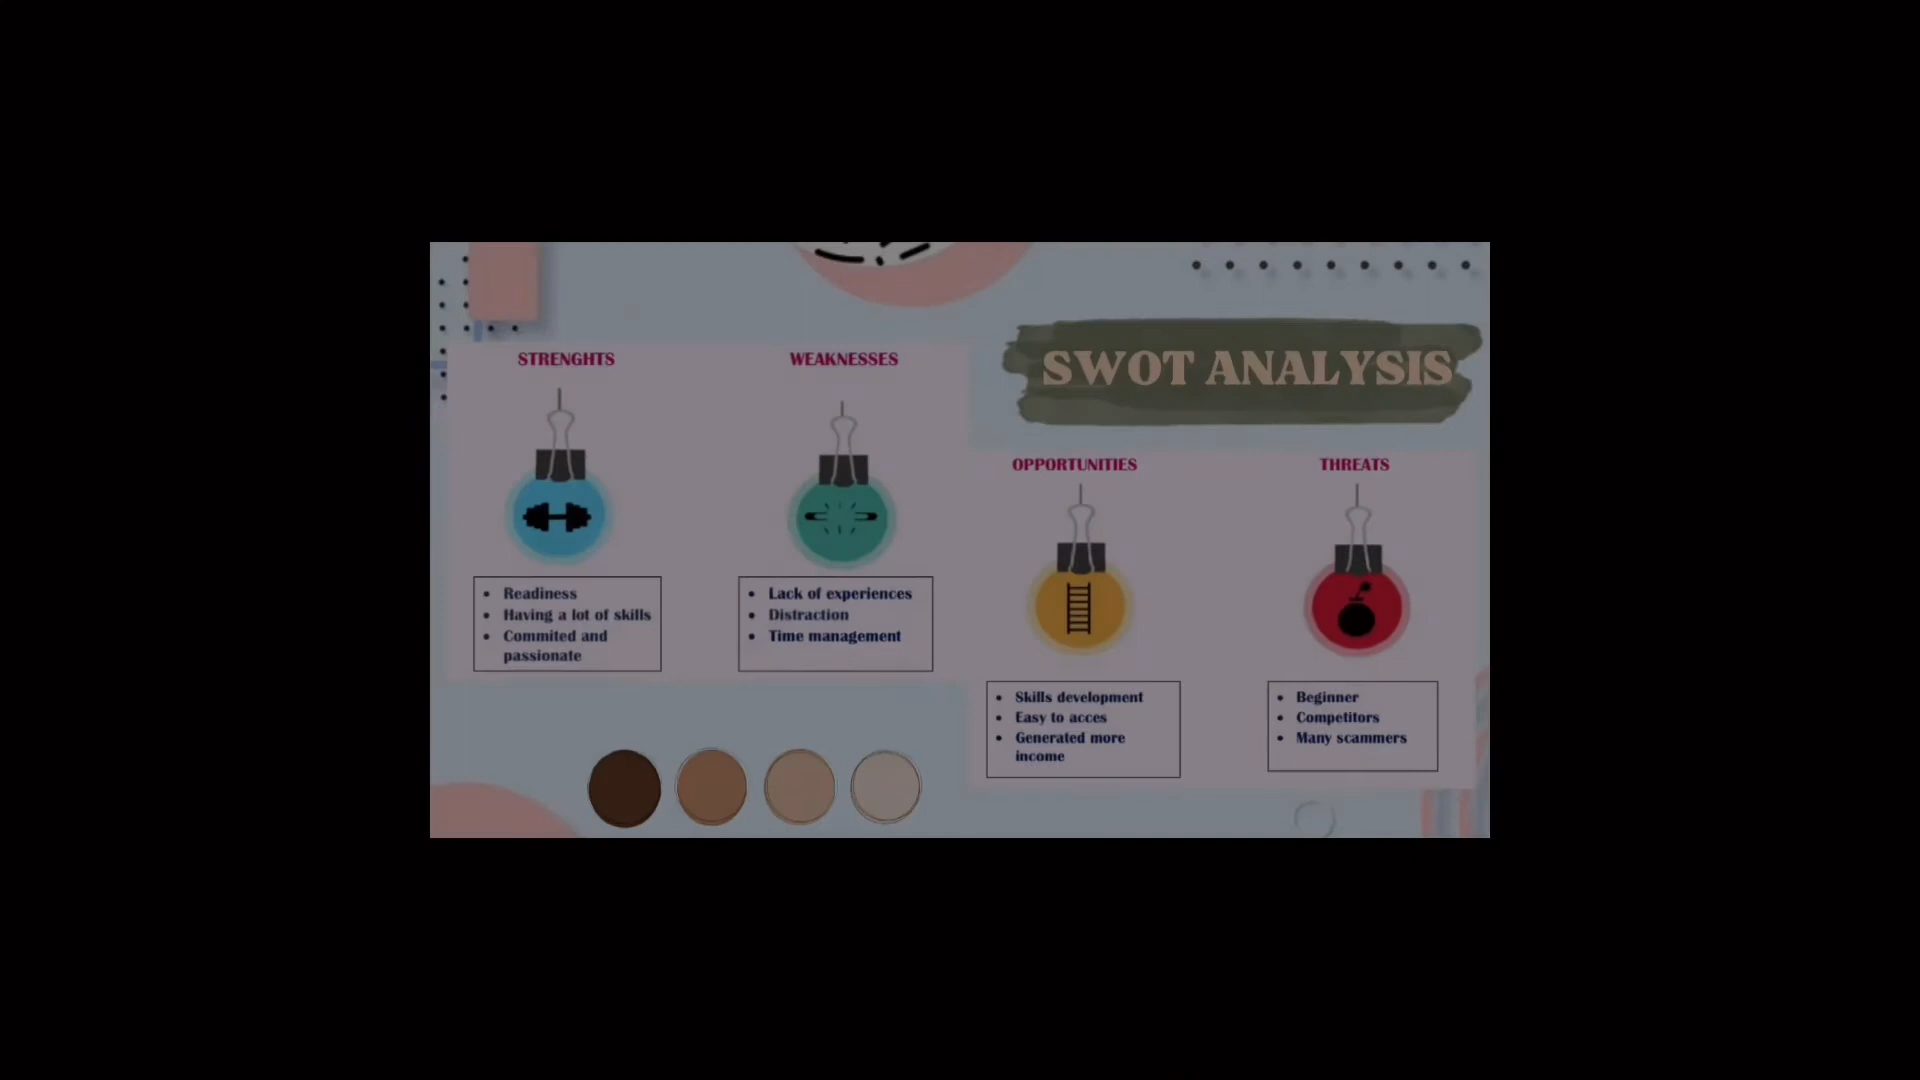 SWOT ANALYSIS
STRENGHTS
Readiness
Having a lot of skills
Commited and
passionate
WEAKNESSES
Lack of experiences
Distraction
Time management
OPPORTUNITIES
Skills development
Easy to acces
Generated more
income
THREATS
Beginner
Competitors
Many scammers